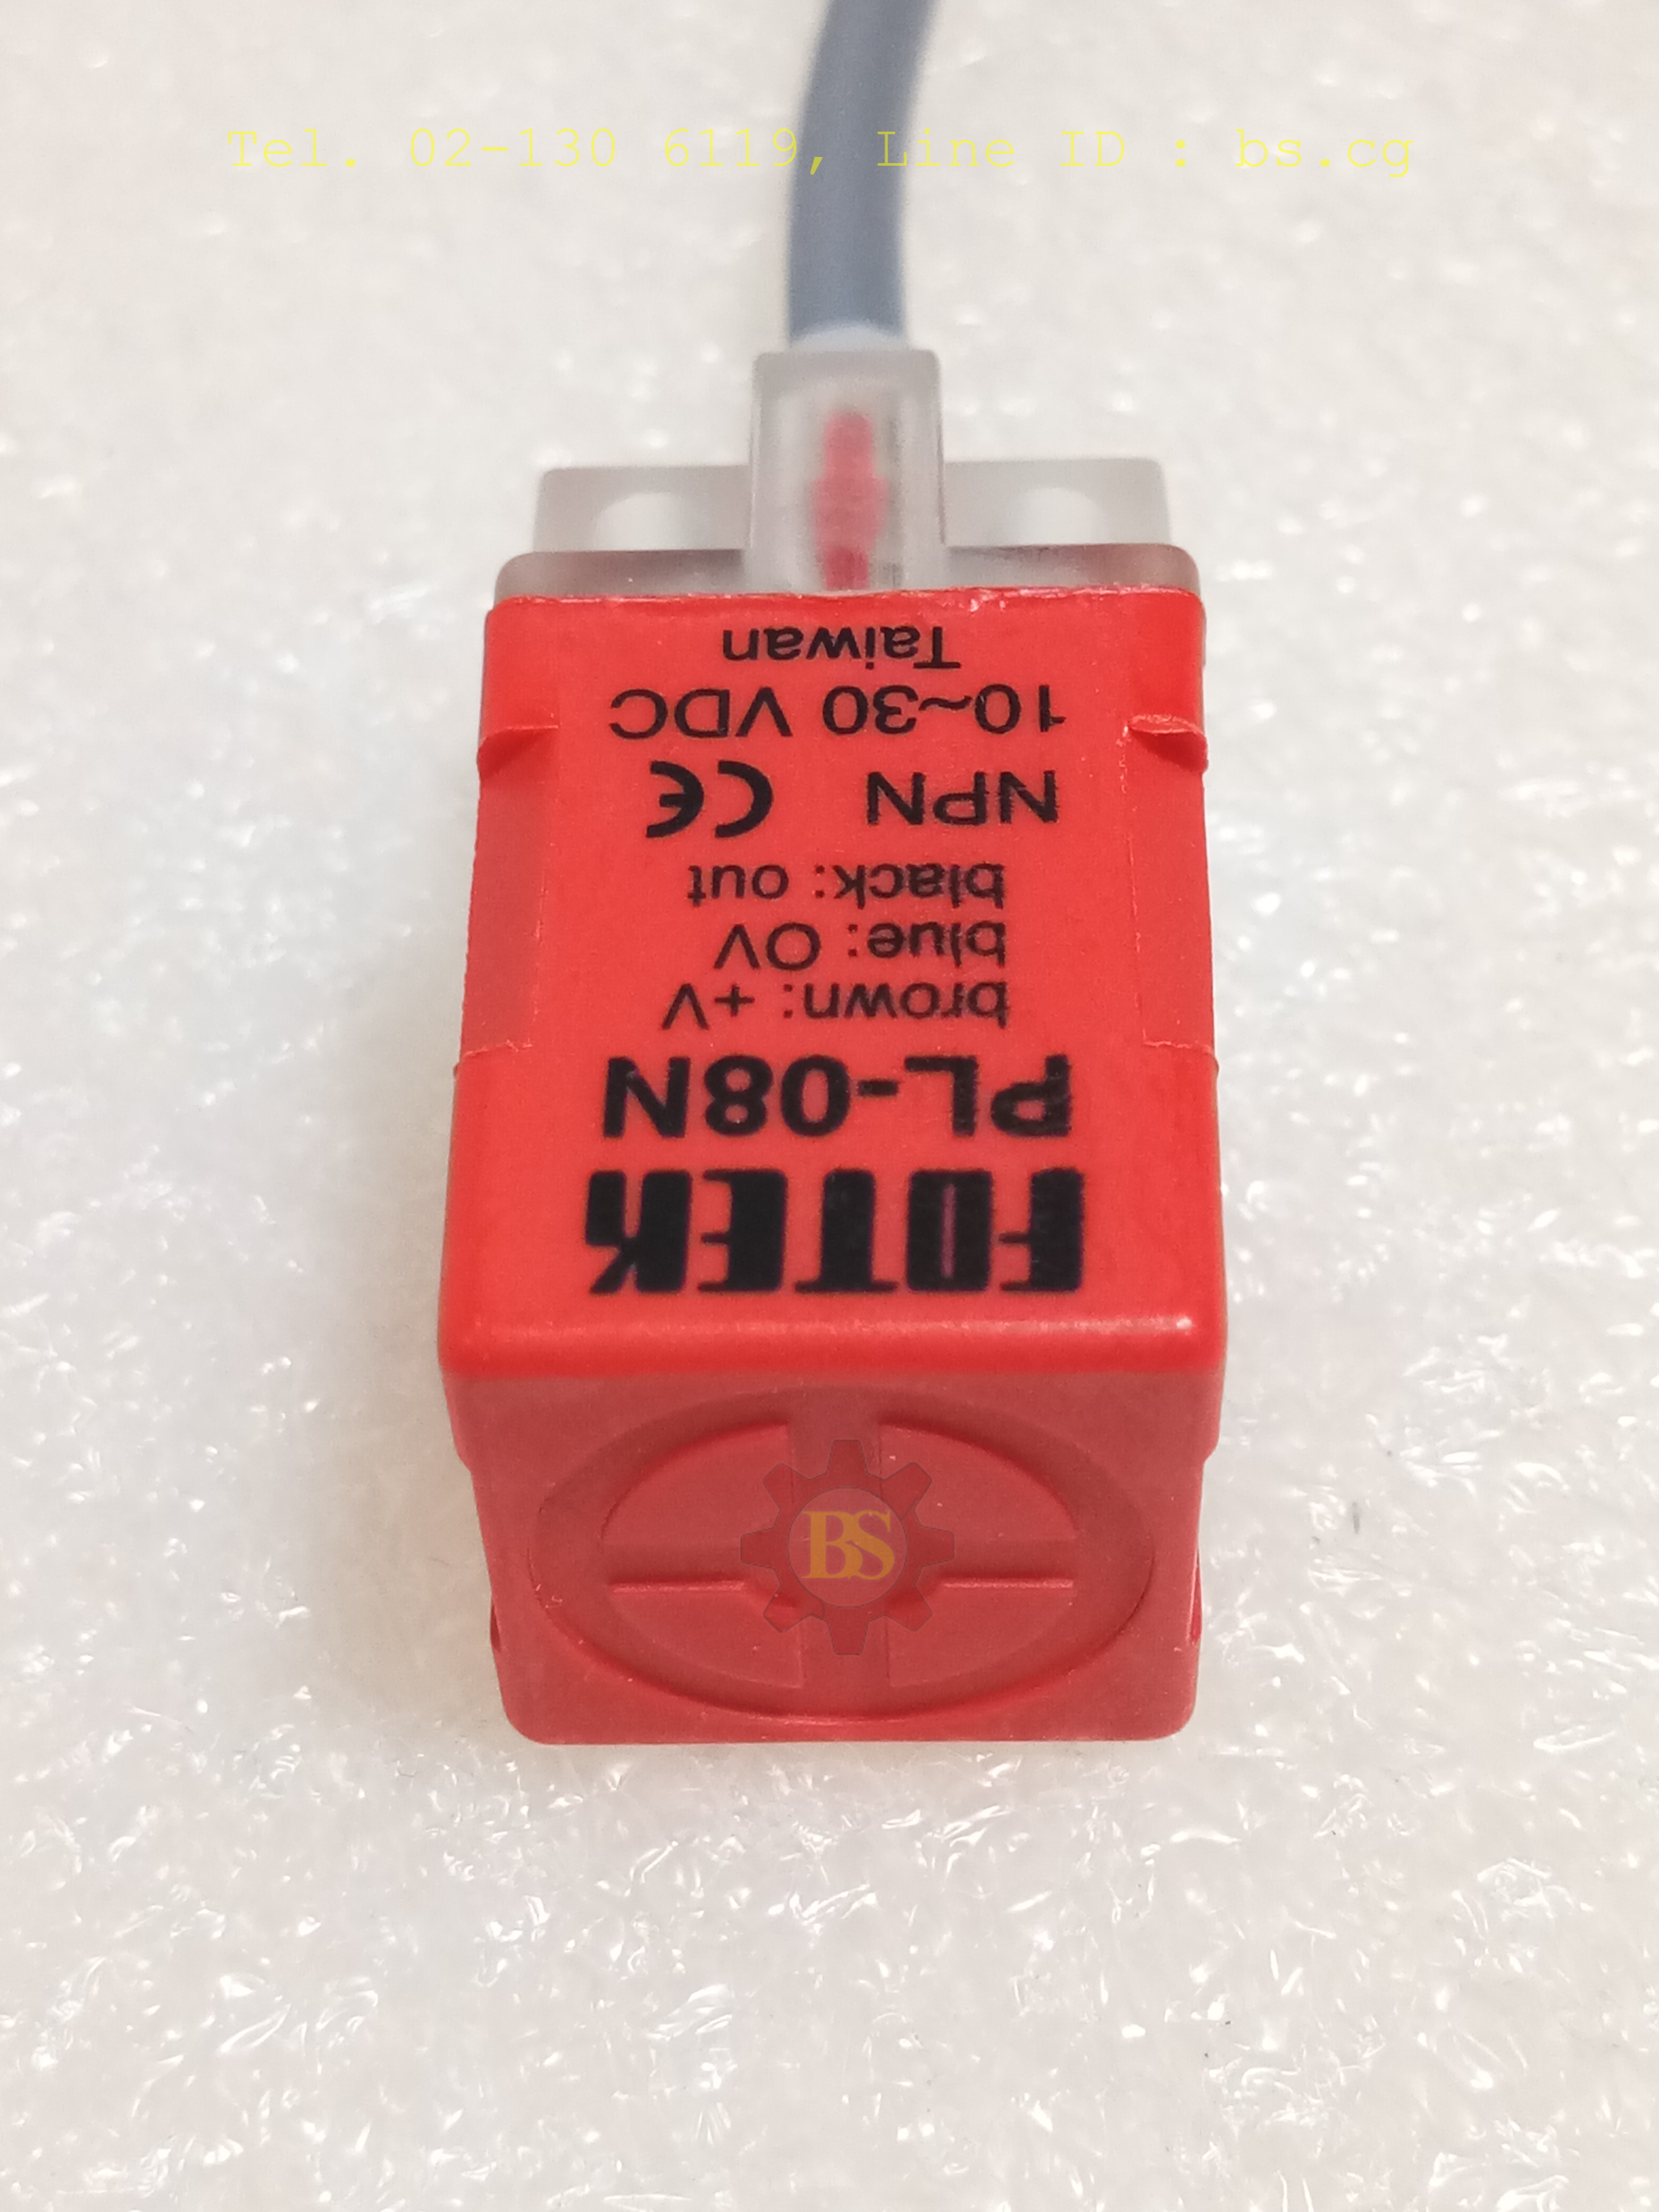 Tel. 02-130 6119, Line ID : bs.cg
FOTEK
PL-08N
brown: +V
blue: OV
black: out
NPN CE
10~30 VDC
Taiwan
BS